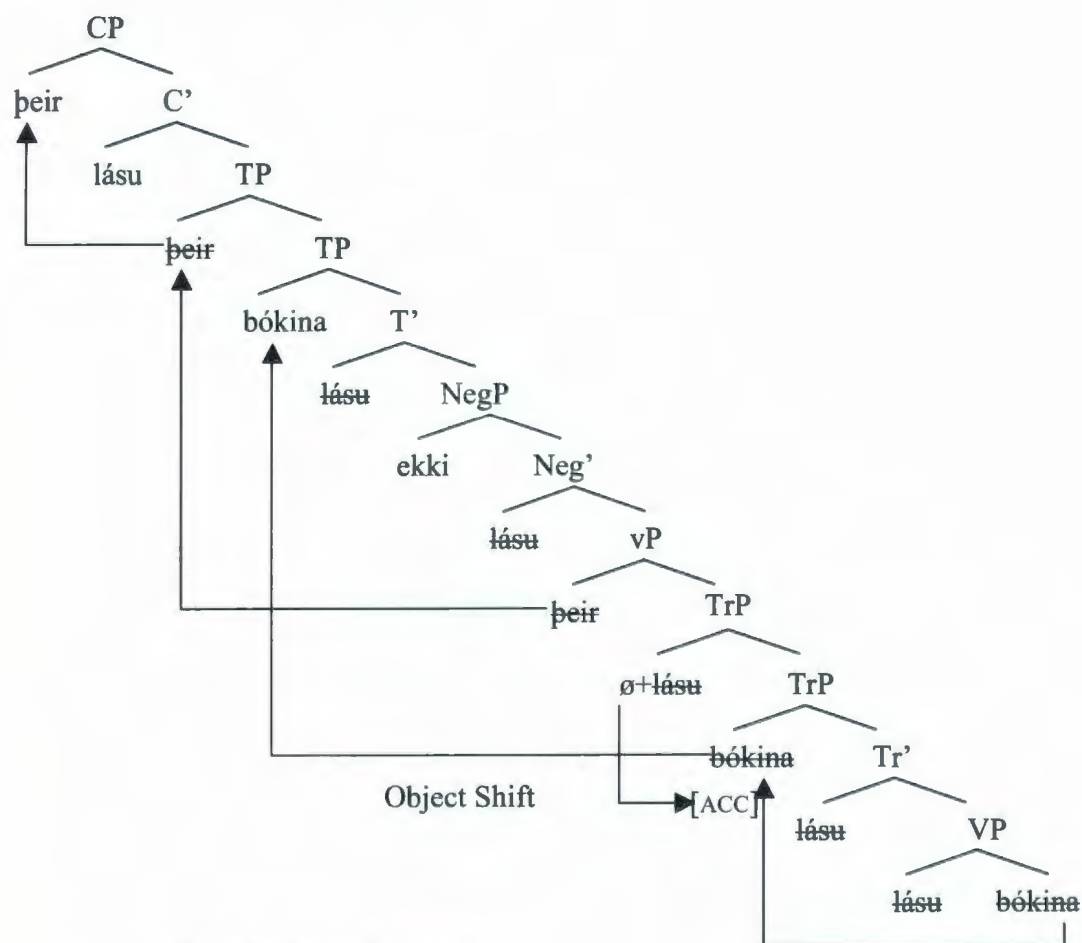 CP
þeir C’
lásu TP
þeir TP
bókina T’
lásu NegP
ekki Neg’
lásu vP
þeir TrP
ø+lásu TrP
bókina Tr’
Object Shift [ACC] lásu VP
lásu bókina